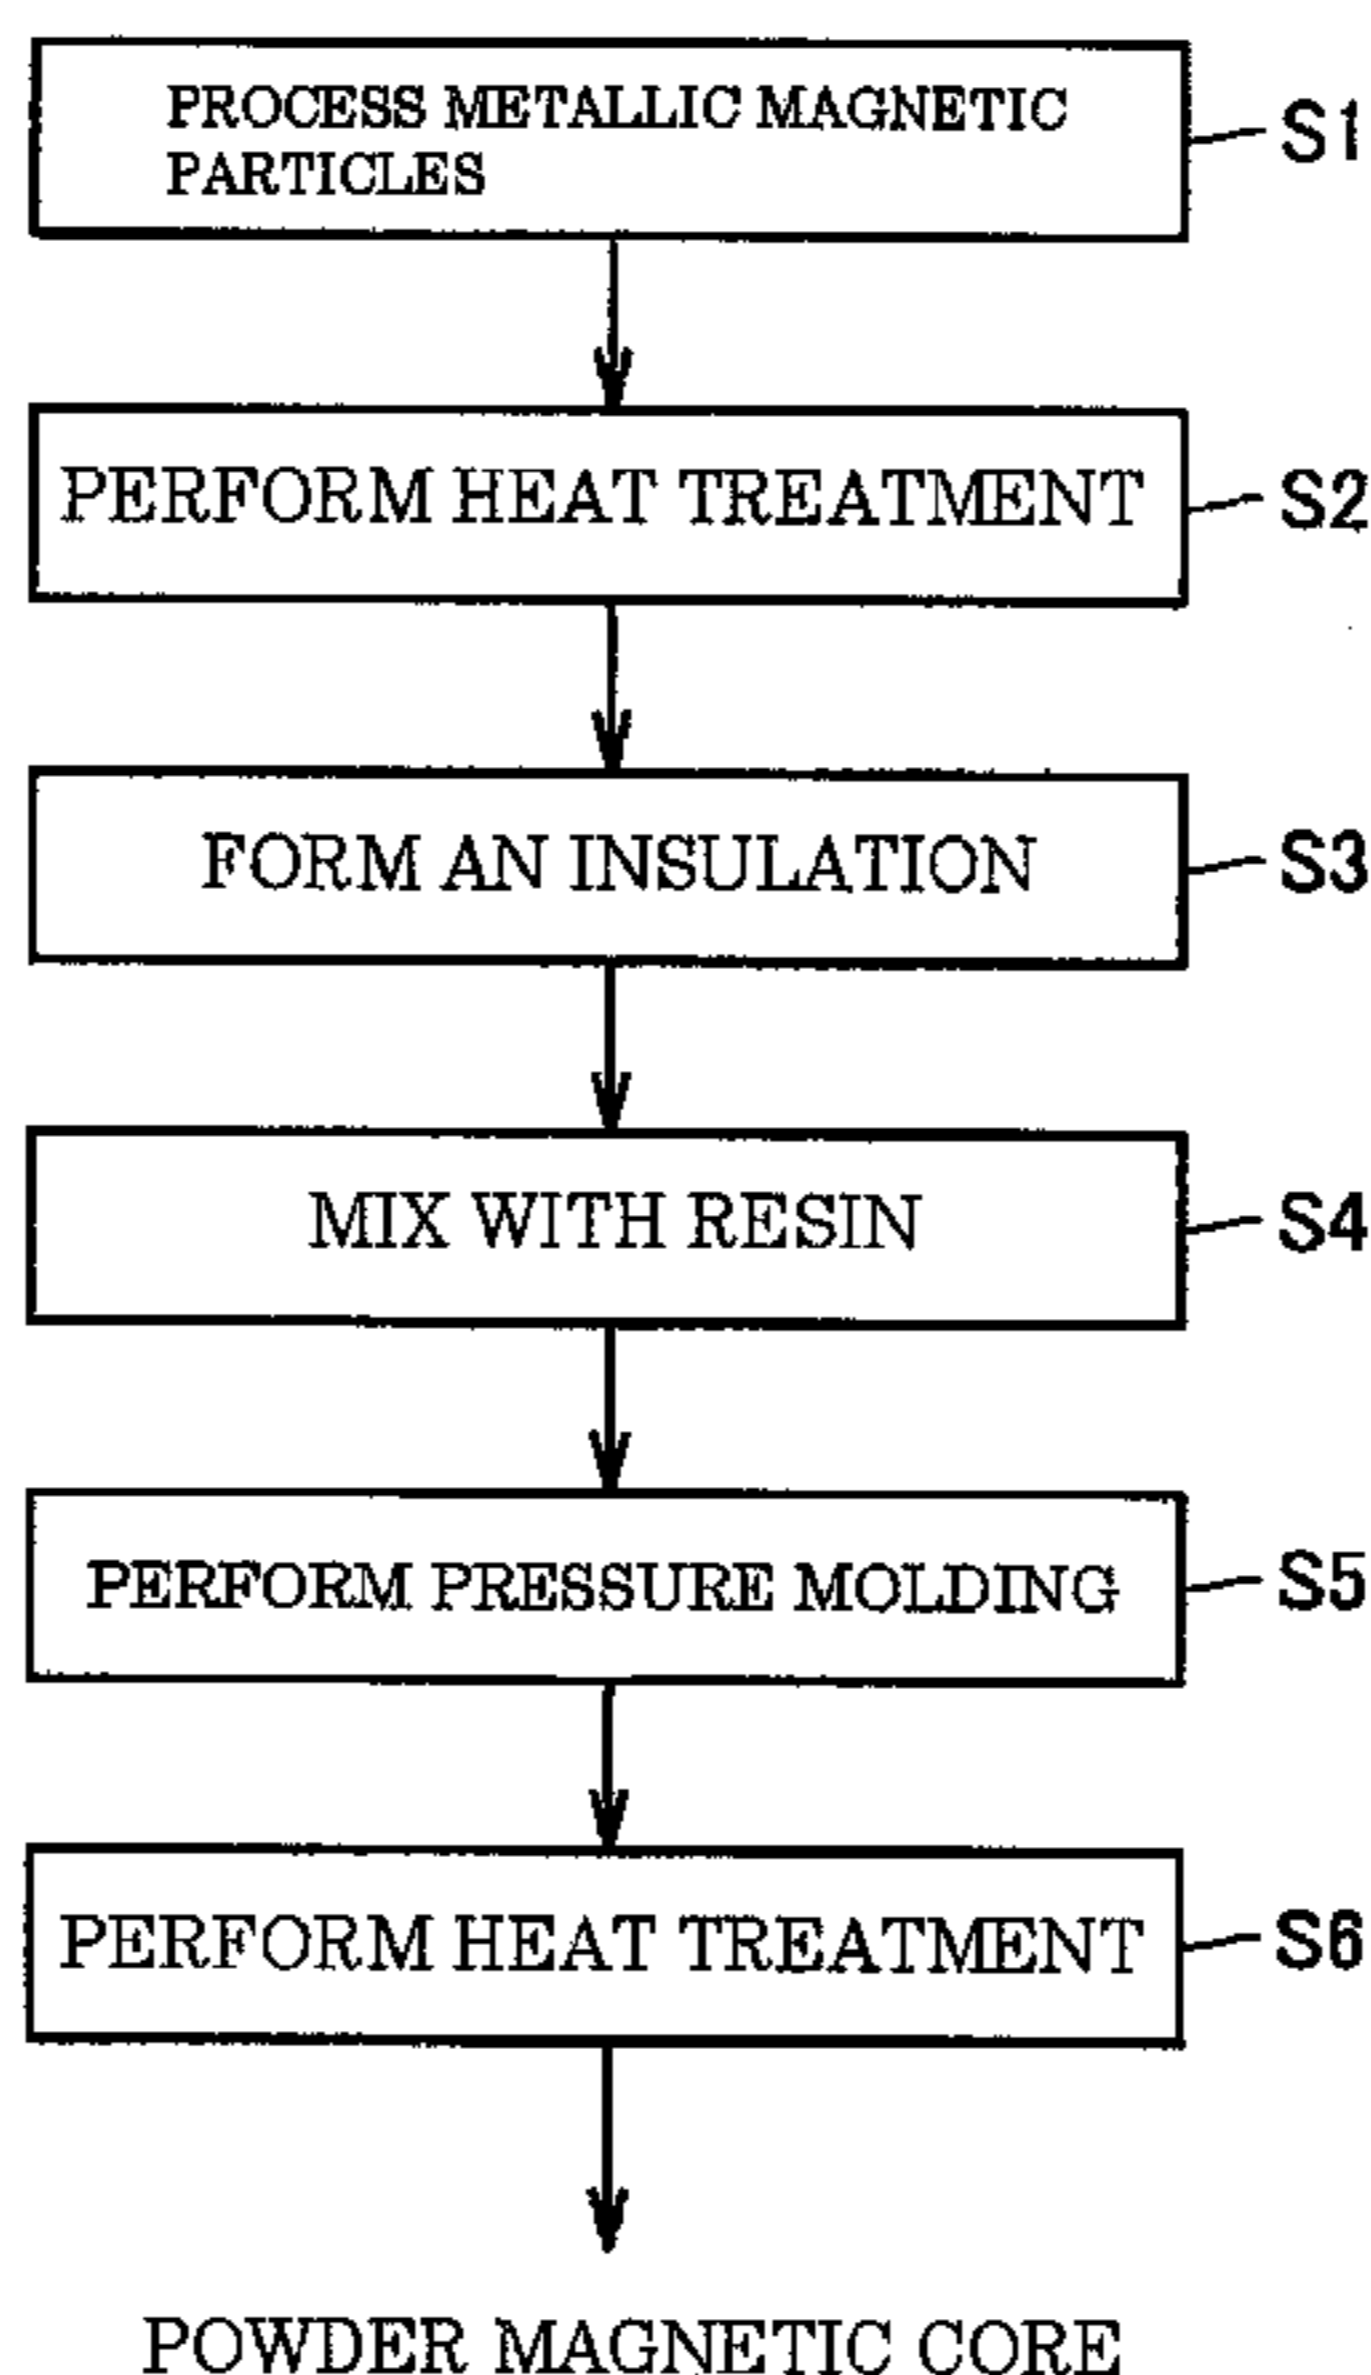 PROCESS METALLIC MAGNETIC
PARTICLES
S1
PERFORM HEAT TREATMENT
S2
FORM AN INSULATION
S3
MIX WITH RESIN
S4
PERFORM PRESSURE MOLDING
S5
PERFORM HEAT TREATMENT
S6
POWDER MAGNETIC CORE